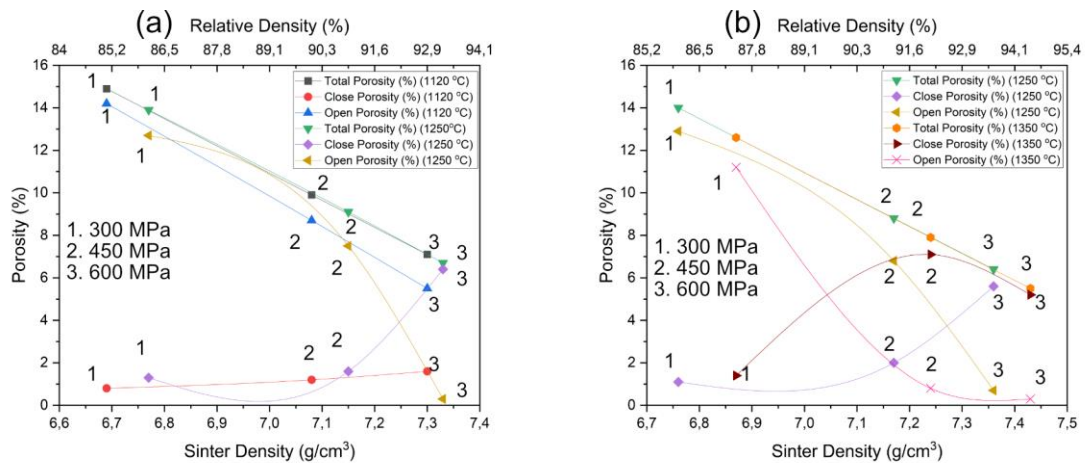 (a)
Relative Density (%)
84 85,2 86,5 87,8 89,1 90,3 91,6 92,9 94,1
16
14
12
10
8
6
4
2
0
Porosity (%)
Total Porosity (%) (1120 °C)
Close Porosity (%) (1120 °C)
Open Porosity (%) (1120 °C)
Total Porosity (%) (1250°C)
Close Porosity (%) (1250 °C)
Open Porosity (%) (1250 °C)
1 1
1
1
2
2 2
2
3 3
3
3
1. 300 MPa
2. 450 MPa
3. 600 MPa
1
1
2 2
3
3
6,6 6,7 6,8 6,9 7,0 7,1 7,2 7,3 7,4
Sinter Density (g/cm³)
(b)
Relative Density (%)
85,2 86,5 87,8 89,1 90,3 91,6 92,9 94,1 95,4
16
14
12
10
8
6
4
2
0
Porosity (%)
Total Porosity (%) (1250 °C)
Close Porosity (%) (1250 °C)
Open Porosity (%) (1250 °C)
Total Porosity (%) (1350 °C)
Close Porosity (%) (1350 °C)
Open Porosity (%) (1350 °C)
1
1
1
1
2 2
2 2
3
3
3 3
1. 300 MPa
2. 450 MPa
3. 600 MPa
1
1
2
2
3
3
6,7 6,8 6,9 7,0 7,1 7,2 7,3 7,4 7,5
Sinter Density (g/cm³)